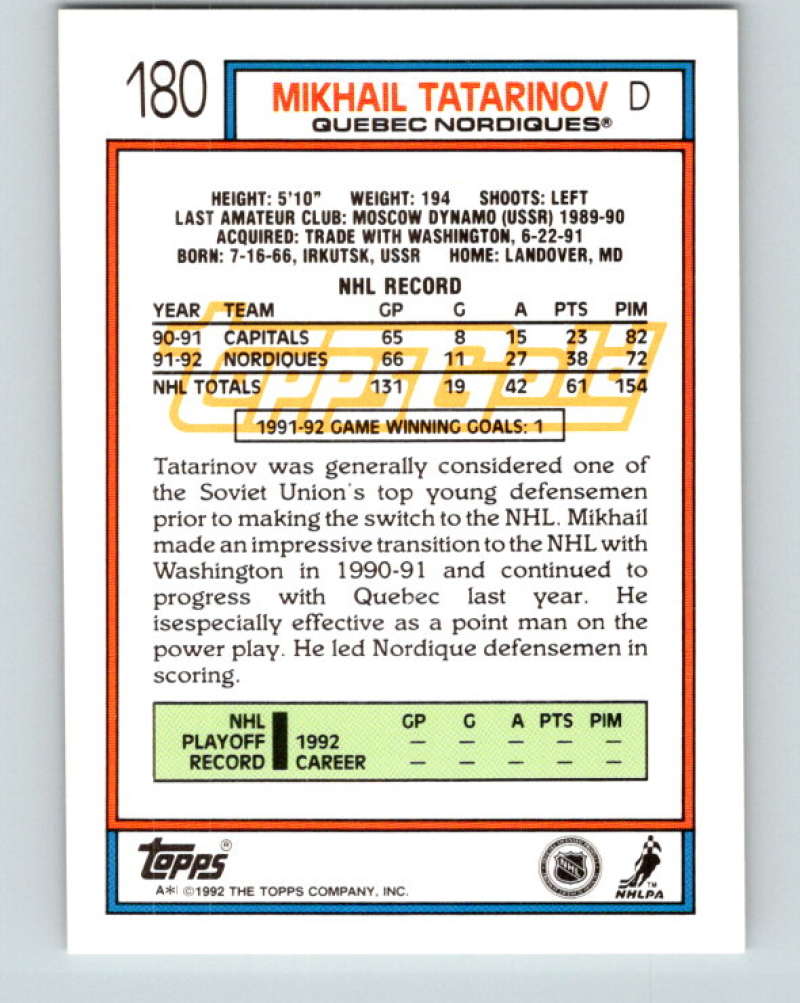 180 MIKHAIL TATARINOV D
QUEBEC NORDIQUES®
HEIGHT: 5'10" WEIGHT: 194 SHOOTS: LEFT
LAST AMATEUR CLUB: MOSCOW DYNAMO (USSR) 1989-90
ACQUIRED: TRADE WITH WASHINGTON, 6-22-91
BORN: 7-16-66, IRKUTSK, USSR HOME: LANDOVER, MD
NHL RECORD
YEAR TEAM GP G A PTS PIM
90-91 CAPITALS 65 8 15 23 82
91-92 NORDIQUES 66 11 27 38 72
NHL TOTALS 131 19 42 61 154
Topps Gold
1991-92 GAME WINNING GOALS: 1
Tatarinov was generally considered one of
the Soviet Union's top young defensemen
prior to making the switch to the NHL. Mikhail
made an impressive transition to the NHL with
Washington in 1990-91 and continued to
progress with Quebec last year. He
isespecially effective as a point man on the
power play. He led Nordique defensemen in
scoring.
NHL GP G A PTS PIM
PLAYOFF 1992 — — — — —
RECORD CAREER — — — — —
TOPPS®
A* ©1992 THE TOPPS COMPANY, INC.
NHL
TM
NHLPA